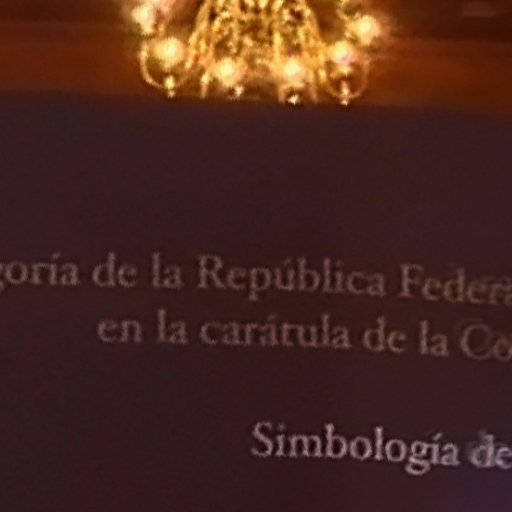 goría de la República Federa
en la carátula de la Co
Simbología de